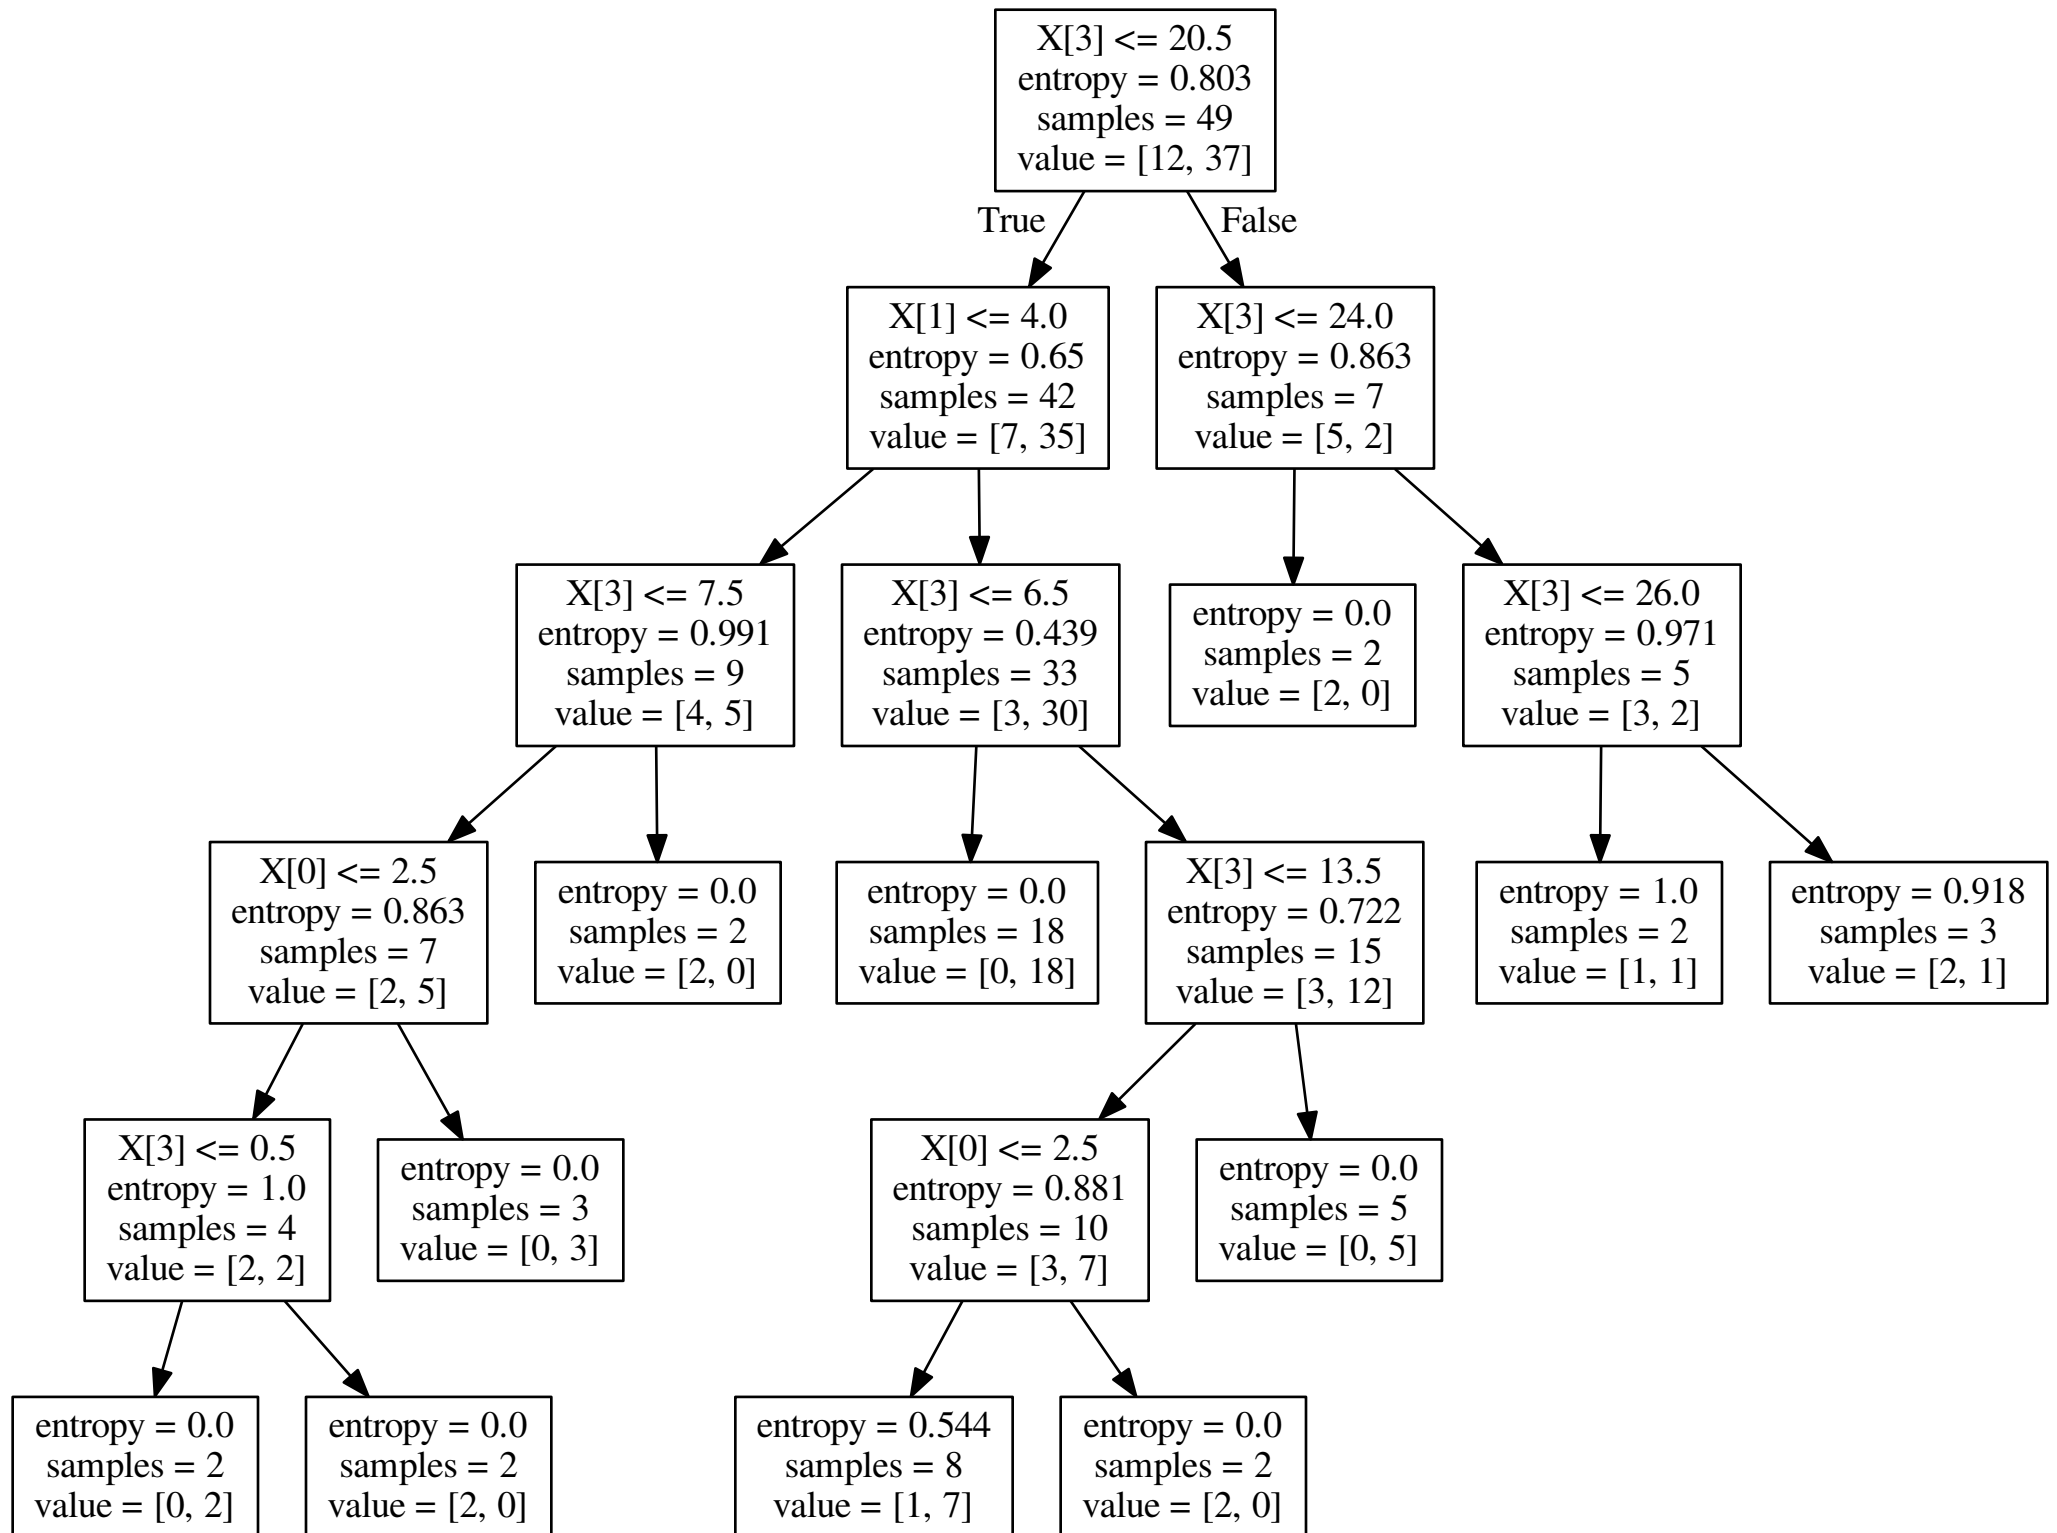 X[3] <= 20.5
entropy = 0.803
samples = 49
value = [12, 37]
True
False
X[1] <= 4.0
entropy = 0.65
samples = 42
value = [7, 35]
X[3] <= 24.0
entropy = 0.863
samples = 7
value = [5, 2]
X[3] <= 7.5
entropy = 0.991
samples = 9
value = [4, 5]
X[3] <= 6.5
entropy = 0.439
samples = 33
value = [3, 30]
entropy = 0.0
samples = 2
value = [2, 0]
X[3] <= 26.0
entropy = 0.971
samples = 5
value = [3, 2]
X[0] <= 2.5
entropy = 0.863
samples = 7
value = [2, 5]
entropy = 0.0
samples = 2
value = [2, 0]
entropy = 0.0
samples = 18
value = [0, 18]
X[3] <= 13.5
entropy = 0.722
samples = 15
value = [3, 12]
entropy = 1.0
samples = 2
value = [1, 1]
entropy = 0.918
samples = 3
value = [2, 1]
X[3] <= 0.5
entropy = 1.0
samples = 4
value = [2, 2]
entropy = 0.0
samples = 3
value = [0, 3]
X[0] <= 2.5
entropy = 0.881
samples = 10
value = [3, 7]
entropy = 0.0
samples = 5
value = [0, 5]
entropy = 0.0
samples = 2
value = [0, 2]
entropy = 0.0
samples = 2
value = [2, 0]
entropy = 0.544
samples = 8
value = [1, 7]
entropy = 0.0
samples = 2
value = [2, 0]